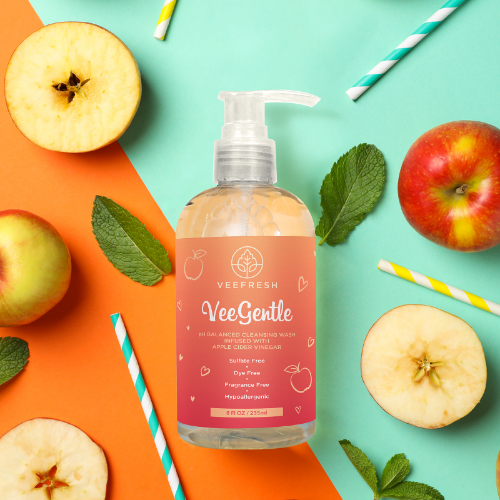 VEEFRESH
VeeGentle
PH BALANCED CLEANSING WASH
INFUSED WITH
APPLE CIDER VINEGAR
Sulfate Free
Dye Free
Fragrance Free
Hypoallergenic
8 fl OZ / 235ml